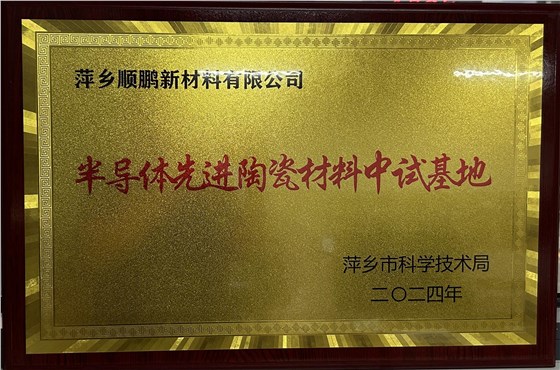 萍乡顺鹏新材料有限公司
半导体先进陶瓷材料中试基地
萍乡市科学技术局
二〇二四年